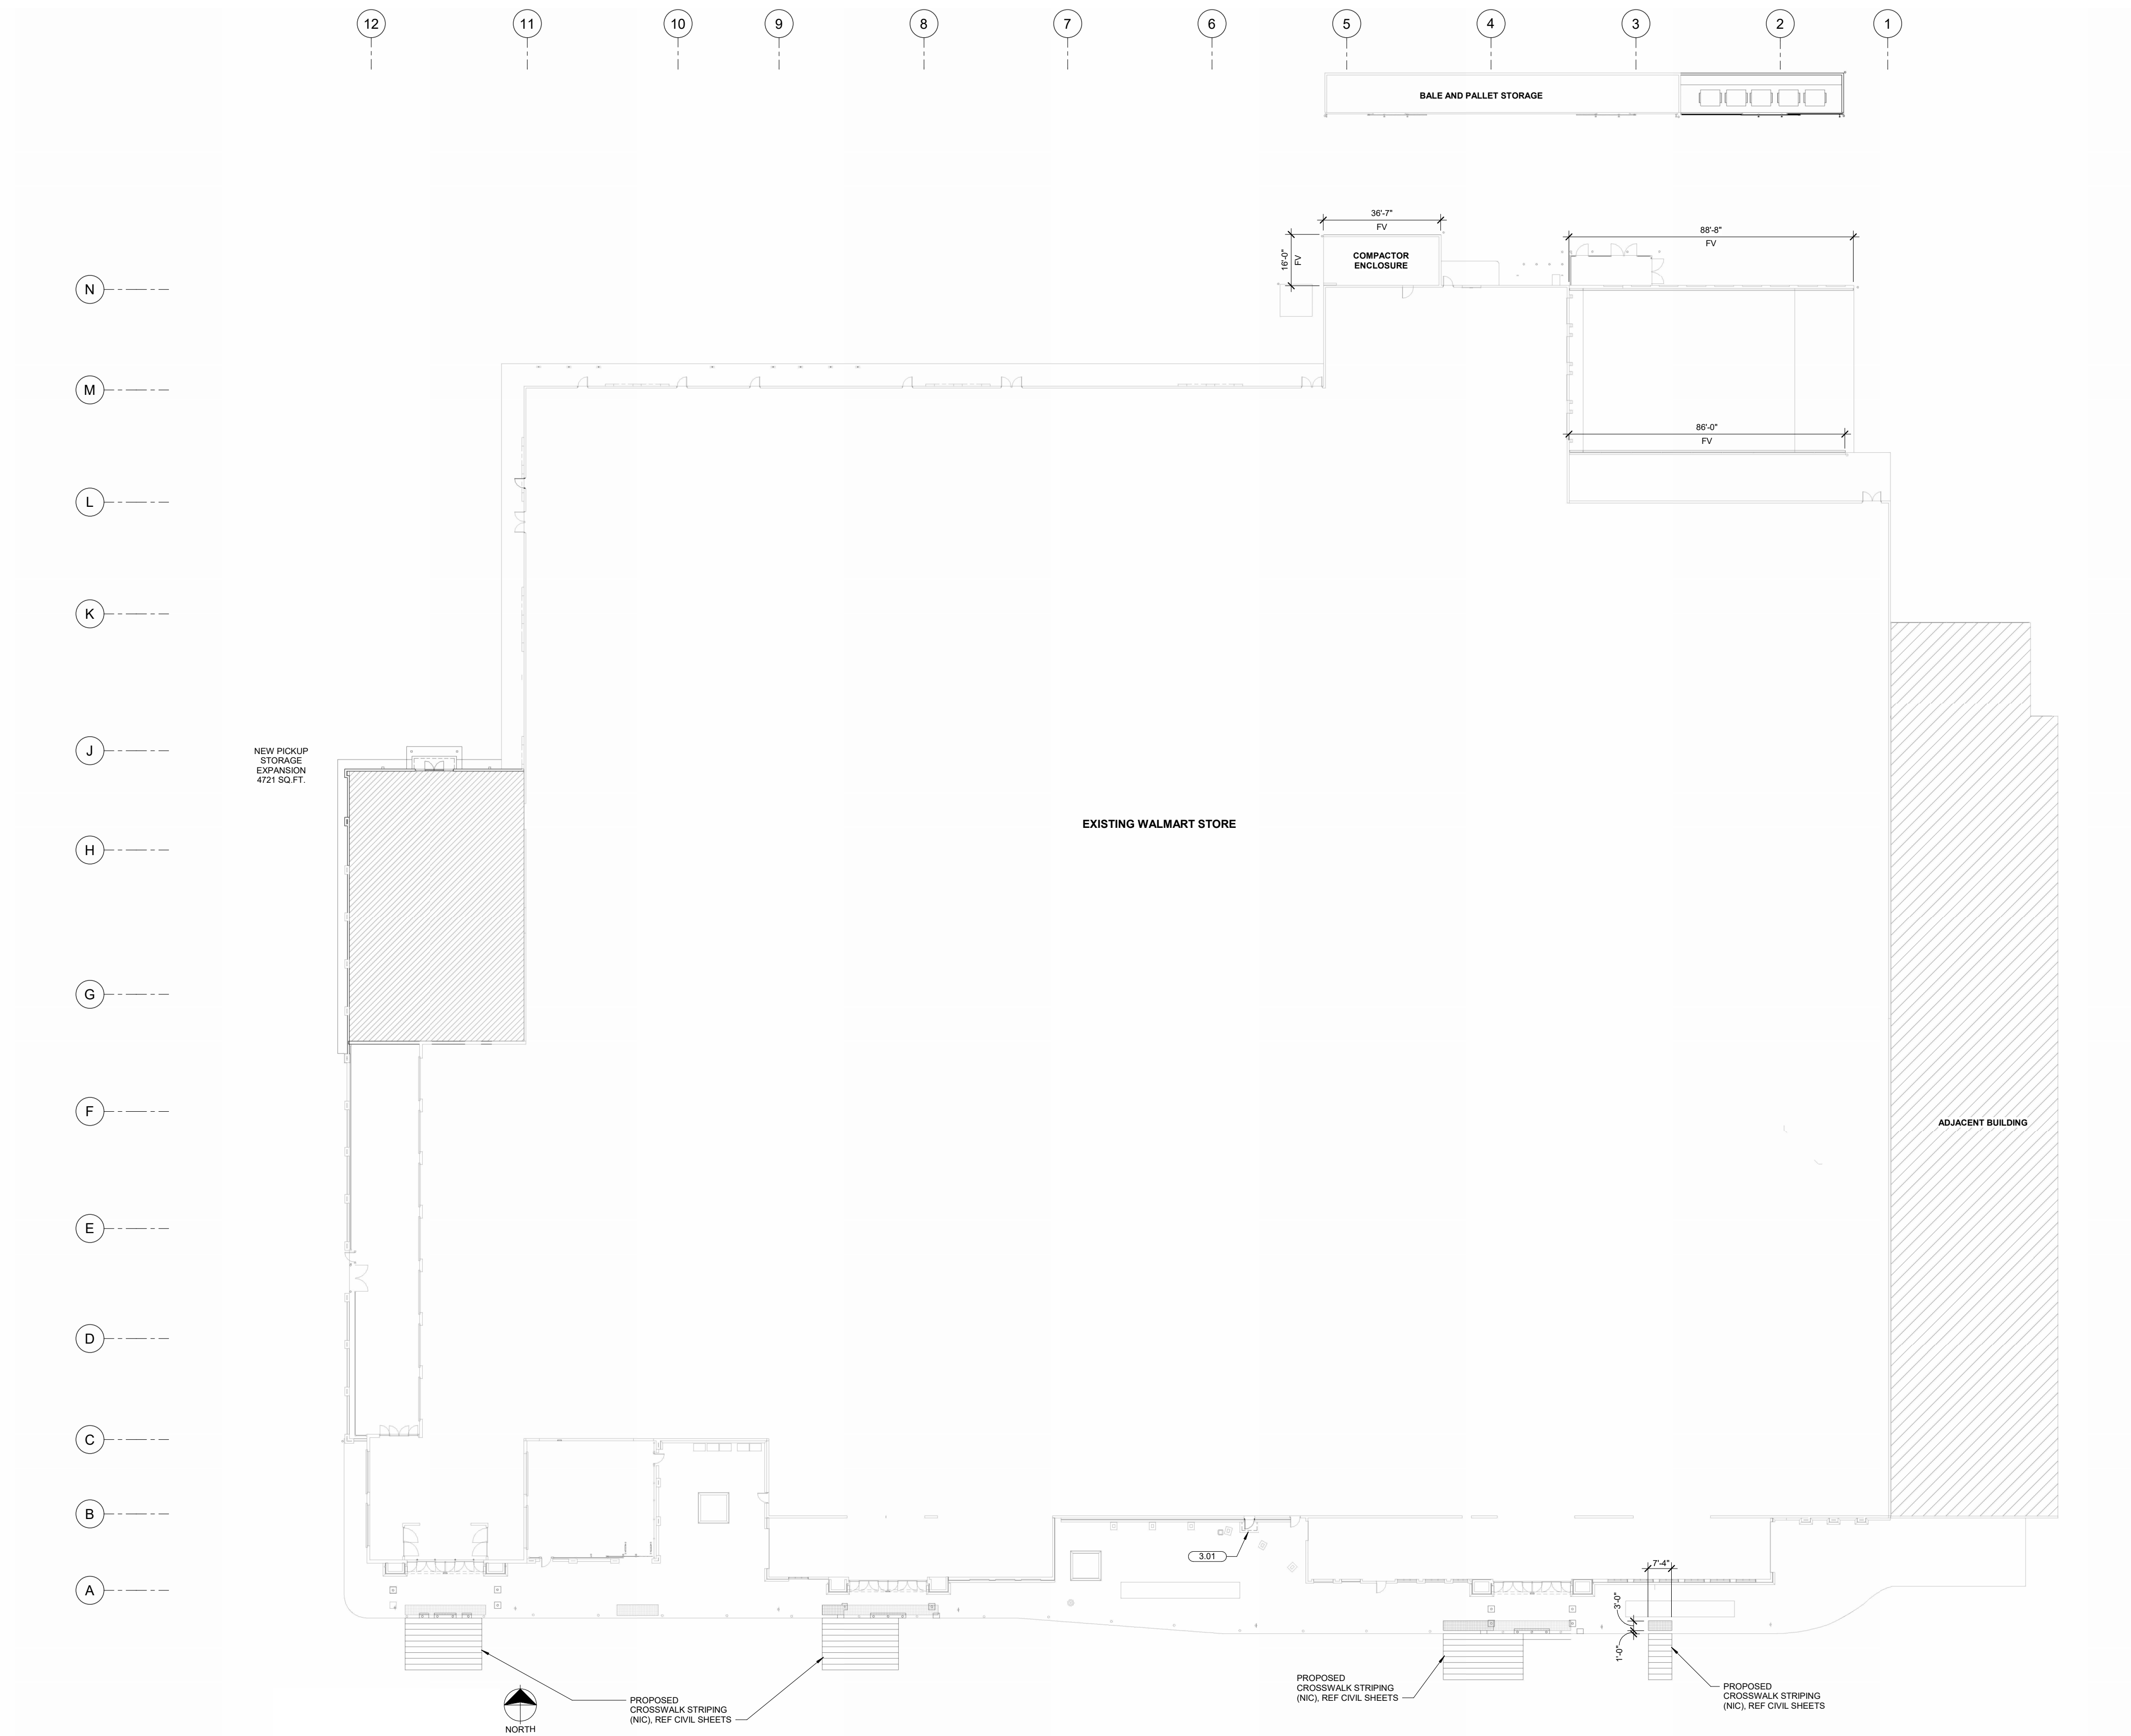 12
11
10
9
8
7
6
5
4
3
2
1
BALE AND PALLET STORAGE
36'-7"
FV
88'-8"
FV
16'-0"
FV
COMPACTOR
ENCLOSURE
N
M
86'-0"
FV
L
K
J
NEW PICKUP
STORAGE
EXPANSION
4721 SQ.FT.
EXISTING WALMART STORE
H
G
F
ADJACENT BUILDING
E
D
C
B
3.01
7'-4"
A
3'-0"
1'-0"
PROPOSED
CROSSWALK STRIPING
(NIC), REF CIVIL SHEETS
PROPOSED
CROSSWALK STRIPING
(NIC), REF CIVIL SHEETS
PROPOSED
CROSSWALK STRIPING
(NIC), REF CIVIL SHEETS
NORTH